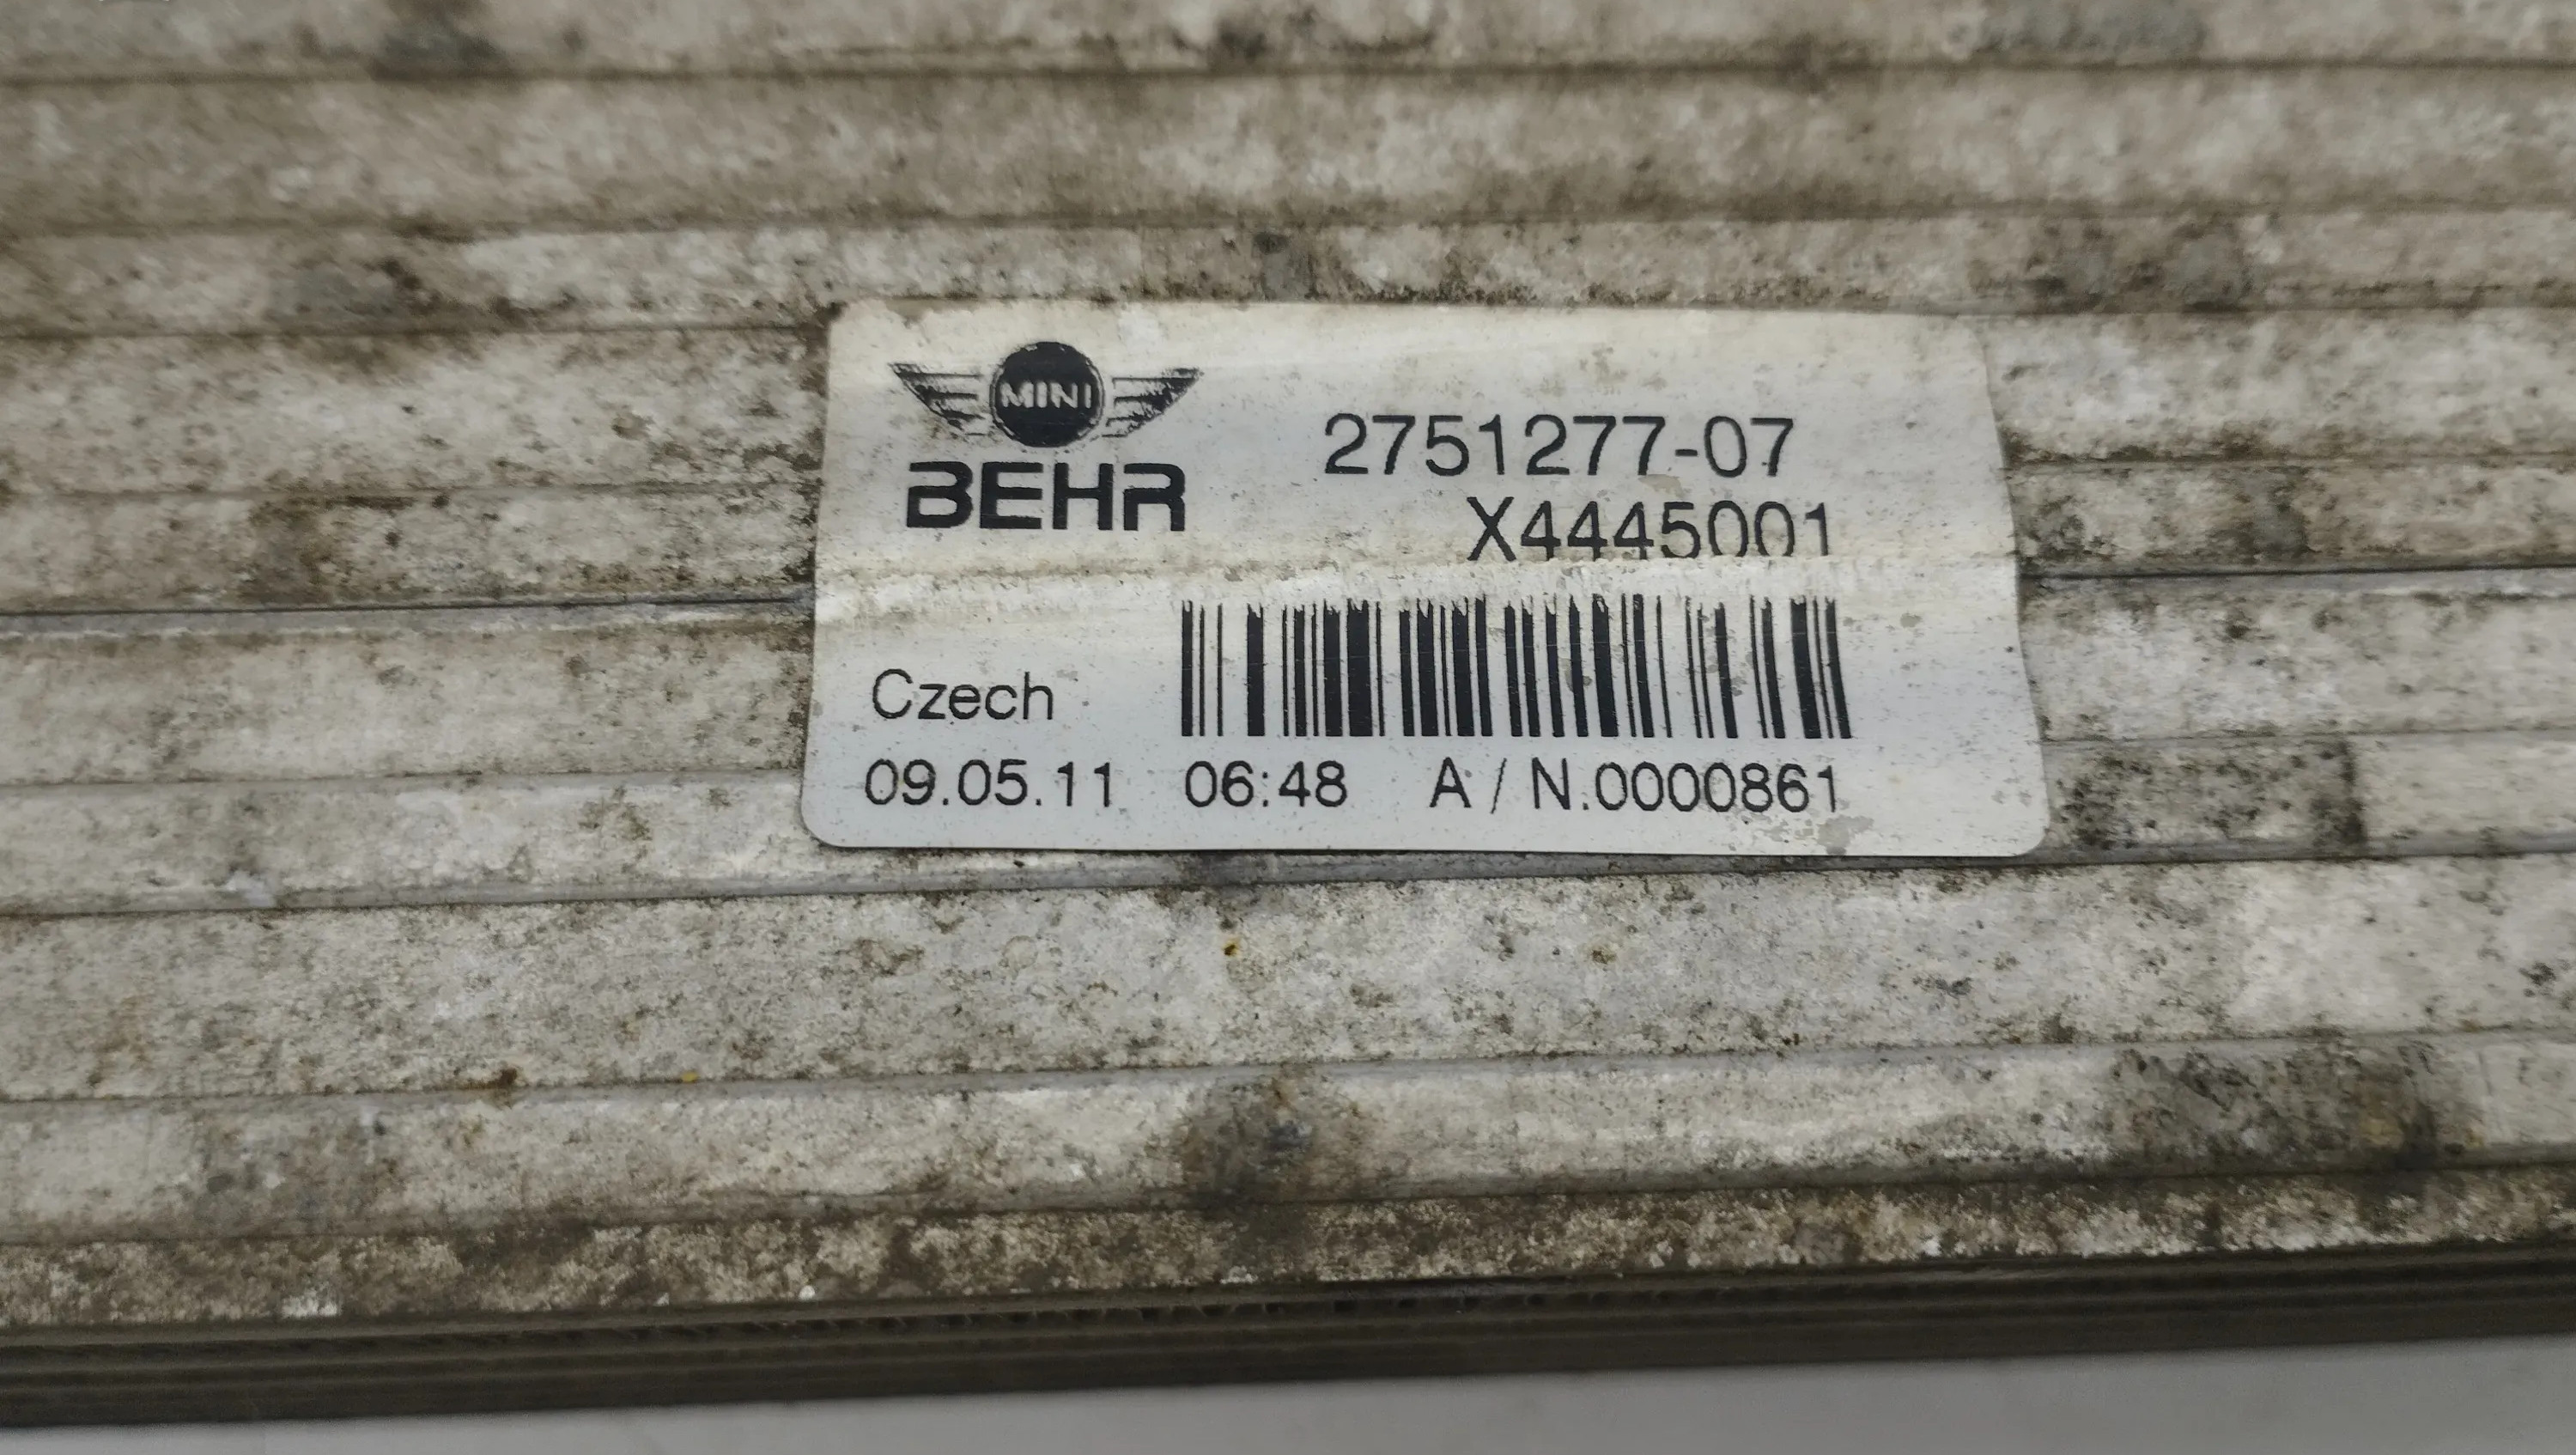 MINI
BEHR
2751277-07
X4445001
Czech
09.05.11 06:48 A / N.0000861